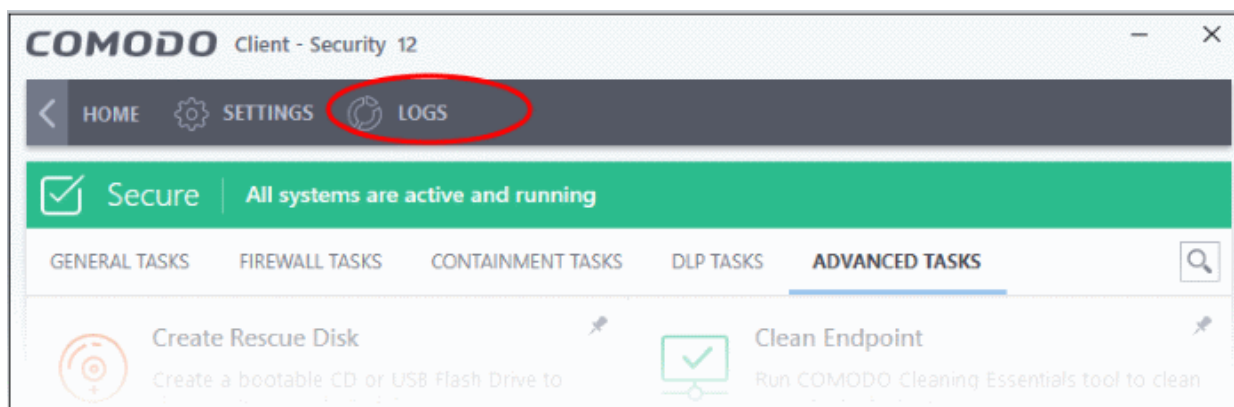 COMODO Client - Security 12
HOME SETTINGS LOGS
Secure All systems are active and running
GENERAL TASKS FIREWALL TASKS CONTAINMENT TASKS DLP TASKS ADVANCED TASKS
Create Rescue Disk Clean Endpoint
Create a bootable CD or USB Flash Drive to Run COMODO Cleaning Essentials tool to clean